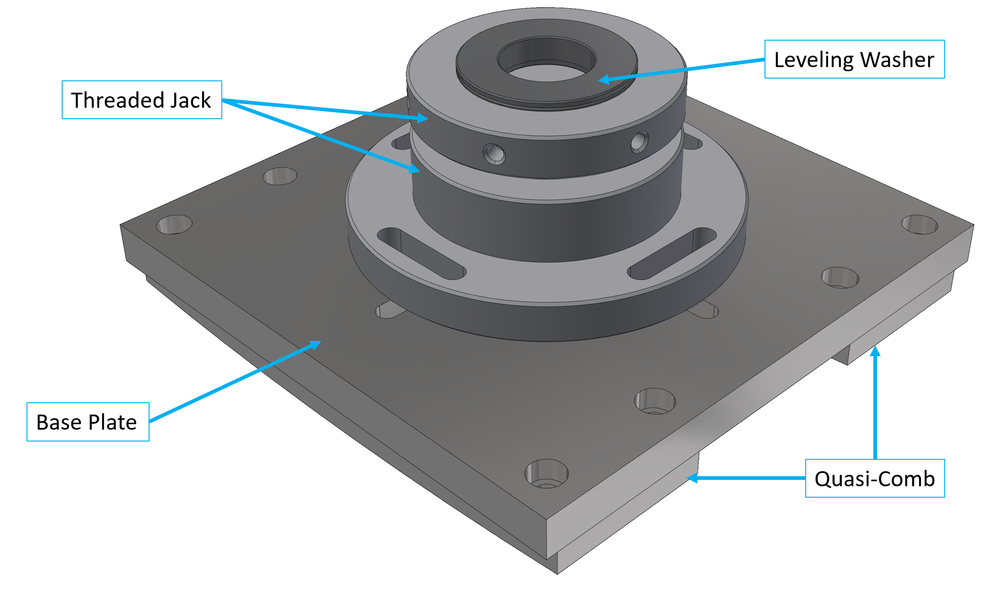 Leveling Washer
Threaded Jack
Base Plate
Quasi-Comb